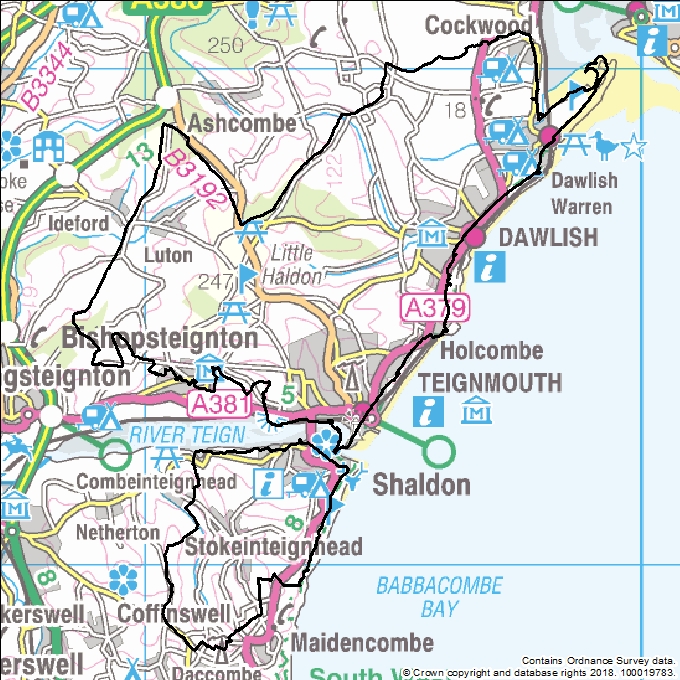 A380
Cockwood
B3344
250
18
Ashcombe
13
B3192
122
Dawlish
Warren
Ideford
Luton
DAWLISH
Little
Haldon
247
A379
Bishopsteignton
Holcombe
gsteignton
TEIGNMOUTH
5
A381
RIVER TEIGN
Combeinteignhead
Shaldon
8
Netherton
Stokeinteignhead
8
BABBACOMBE
BAY
kerswell
Coffinswell
Maidencombe
erswell
Daccombe
South West
Contains Ordnance Survey data.
© Crown copyright and database rights 2018. 100019783.